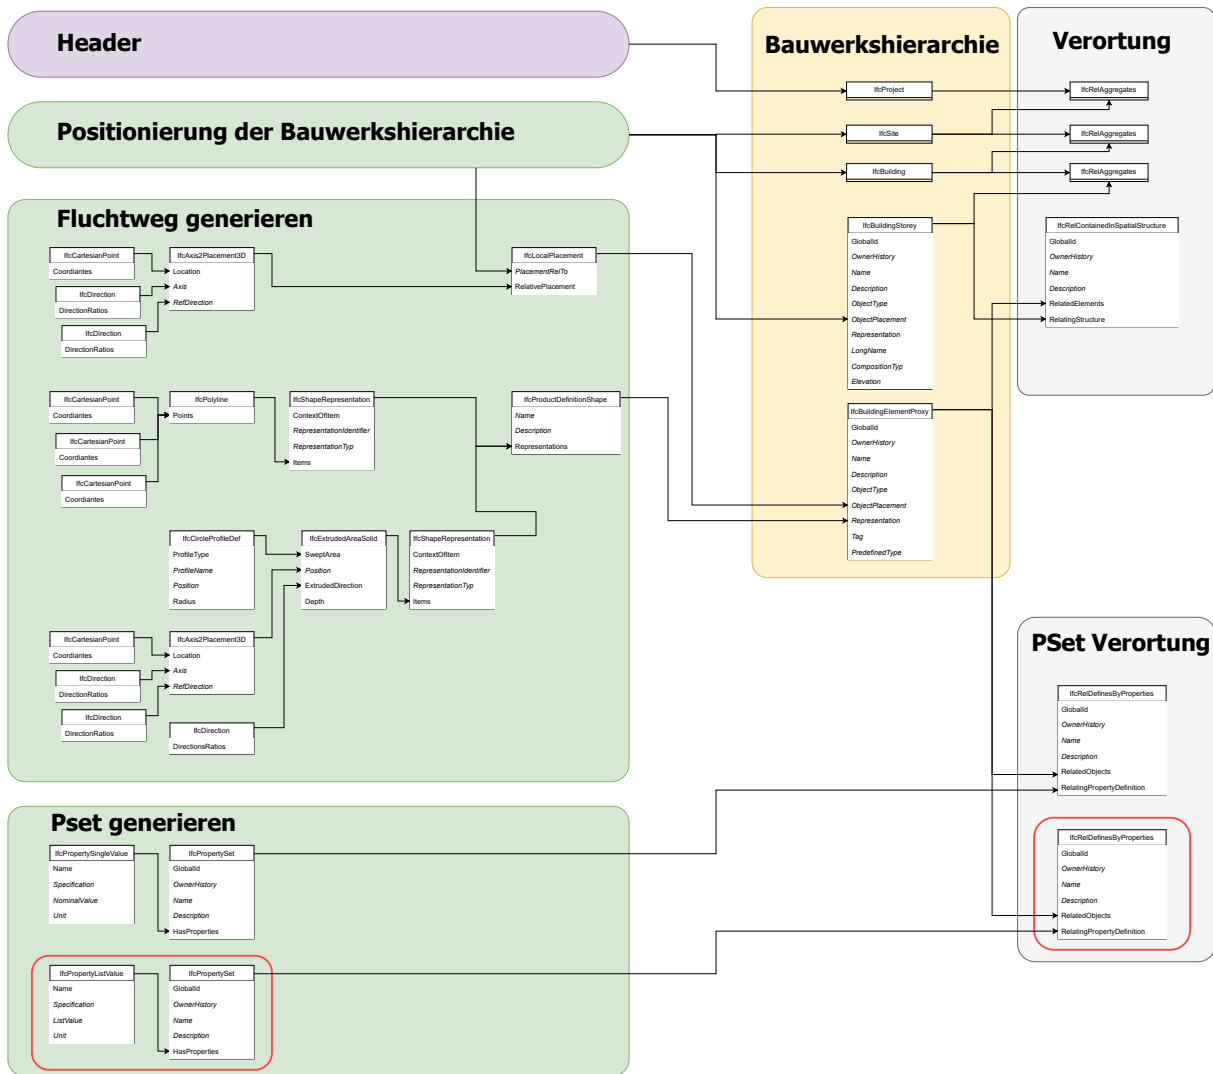 Header
Positionierung der Bauwerkshierarchie
Fluchtweg generieren
IfcCartesianPoint
Coordiantes
IfcDirection
DirectionRatios
IfcDirection
DirectionRatios
IfcAxis2Placement3D
Location
Axis
RefDirection
IfcLocalPlacement
PlacementRelTo
RelativePlacement
IfcCartesianPoint
Coordiantes
IfcCartesianPoint
Coordiantes
IfcCartesianPoint
Coordiantes
IfcPolyline
Points
IfcShapeRepresentation
ContextOfItem
RepresentationIdentifier
RepresentationTyp
Items
IfcProductDefinitionShape
Name
Description
Representations
IfcCircleProfileDef
ProfileType
ProfileName
Position
Radius
IfcExtrudedAreaSolid
SweptArea
Position
ExtrudedDirection
Depth
IfcShapeRepresentation
ContextOfItem
RepresentationIdentifier
RepresentationTyp
Items
IfcCartesianPoint
Coordiantes
IfcDirection
DirectionRatios
IfcDirection
DirectionRatios
IfcAxis2Placement3D
Location
Axis
RefDirection
IfcDirection
DirectionsRatios
Pset generieren
IfcPropertySingleValue
Name
Specification
NominalValue
Unit
IfcPropertySet
GlobalId
OwnerHistory
Name
Description
HasProperties
IfcPropertyListValue
Name
Specification
ListValue
Unit
IfcPropertySet
GlobalId
OwnerHistory
Name
Description
HasProperties
Bauwerkshierarchie
IfcProject
IfcSite
IfcBuilding
IfcBuildingStorey
GlobalId
OwnerHistory
Name
Description
ObjectType
ObjectPlacement
Representation
LongName
CompositionTyp
Elevation
IfcBuildingElementProxy
GlobalId
OwnerHistory
Name
Description
ObjectType
ObjectPlacement
Representation
Tag
PredefinedType
Verortung
IfcRelAggregates
IfcRelAggregates
IfcRelAggregates
IfcRelContainedInSpatialStructure
GlobalId
OwnerHistory
Name
Description
RelatedElements
RelatingStructure
PSet Verortung
IfcRelDefinesByProperties
GlobalId
OwnerHistory
Name
Description
RelatedObjects
RelatingPropertyDefinition
IfcRelDefinesByProperties
GlobalId
OwnerHistory
Name
Description
RelatedObjects
RelatingPropertyDefinition